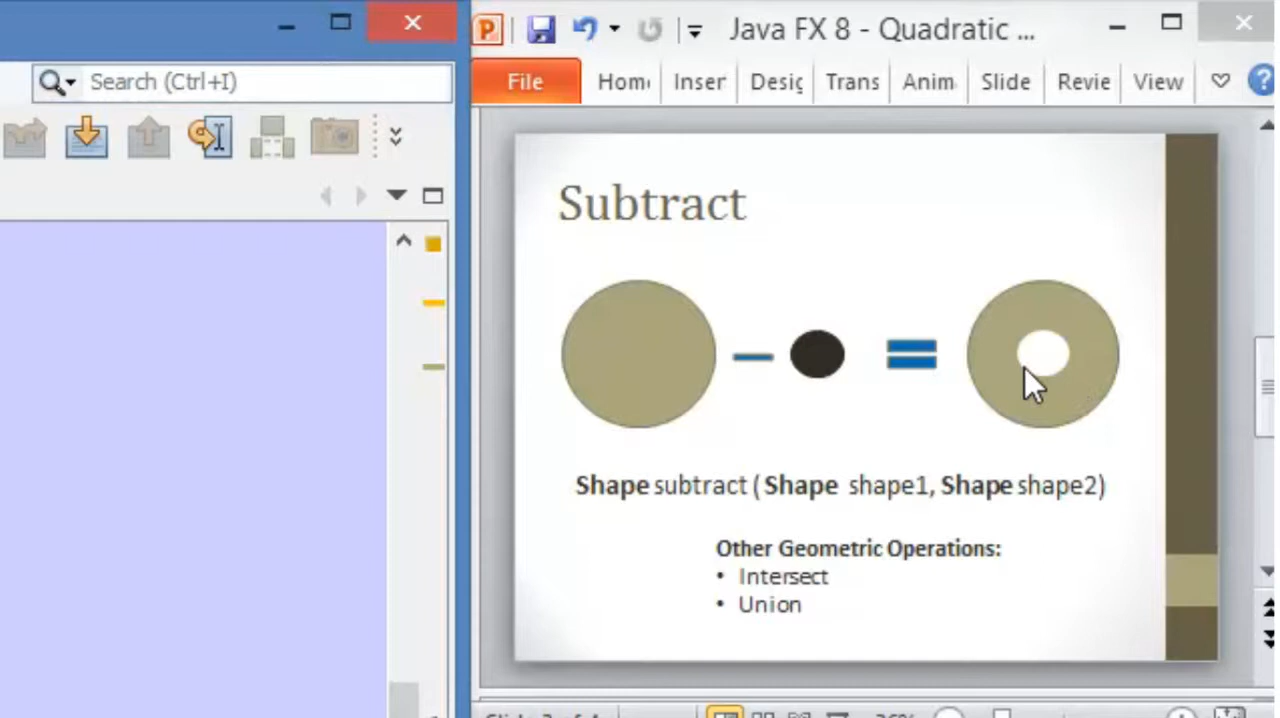 Java FX 8 - Quadratic ...
Search (Ctrl+I)
File Hom Inser Desig Trans Anim Slide Revie View
Subtract
Shape subtract ( Shape shape1, Shape shape2)
Other Geometric Operations:
• Intersect
• Union